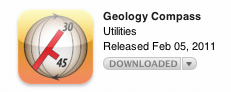 30
45
Geology Compass
Utilities
Released Feb 05, 2011
DOWNLOADED